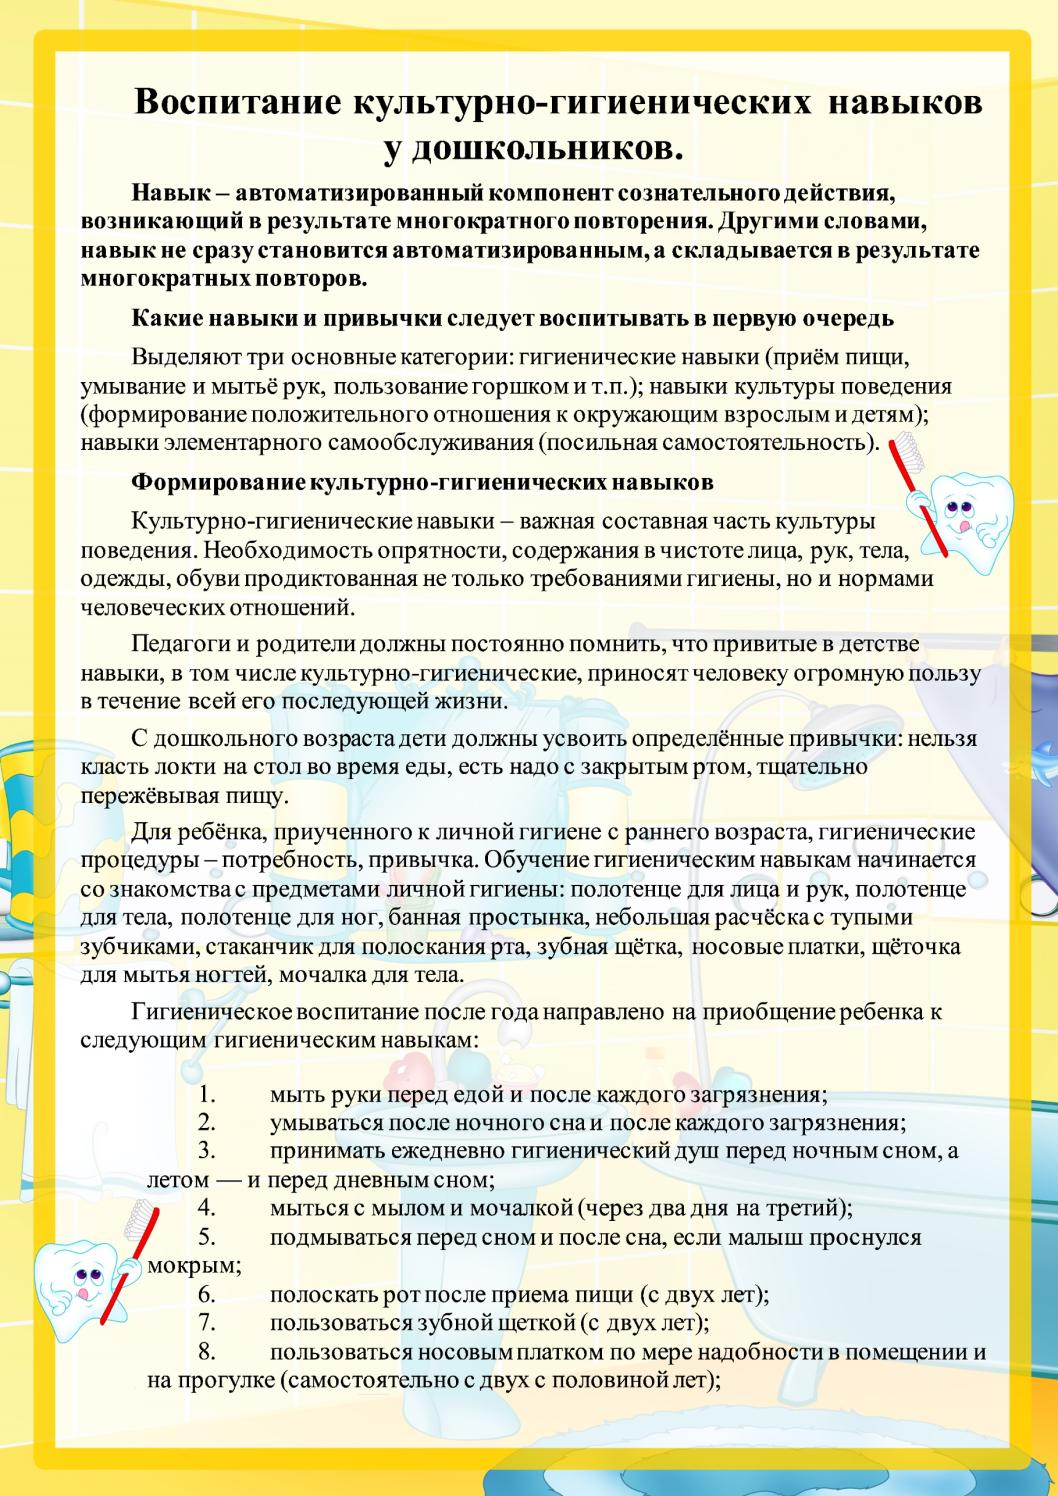 Воспитание культурно-гигиенических навыков
у дошкольников.
Навык – автоматизированный компонент сознательного действия,
возникающий в результате многократного повторения. Другими словами,
навык не сразу становится автоматизированным, а складывается в результате
многократных повторов.
Какие навыки и привычки следует воспитывать в первую очередь
Выделяют три основные категории: гигиенические навыки (приём пищи,
умывание и мытьё рук, пользование горшком и т.п.); навыки культуры поведения
(формирование положительного отношения к окружающим взрослым и детям);
навыки элементарного самообслуживания (посильная самостоятельность).
Формирование культурно-гигиенических навыков
Культурно-гигиенические навыки – важная составная часть культуры
поведения. Необходимость опрятности, содержания в чистоте лица, рук, тела,
одежды, обуви продиктованная не только требованиями гигиены, но и нормами
человеческих отношений.
Педагоги и родители должны постоянно помнить, что привитые в детстве
навыки, в том числе культурно-гигиенические, приносят человеку огромную пользу
в течение всей его последующей жизни.
С дошкольного возраста дети должны усвоить определённые привычки: нельзя
класть локти на стол во время еды, есть надо с закрытым ртом, тщательно
пережёвывая пищу.
Для ребёнка, приученного к личной гигиене с раннего возраста, гигиенические
процедуры – потребность, привычка. Обучение гигиеническим навыкам начинается
со знакомства с предметами личной гигиены: полотенце для лица и рук, полотенце
для тела, полотенце для ног, банная простынка, небольшая расчёска с тупыми
зубчиками, стаканчик для полоскания рта, зубная щётка, носовые платки, щёточка
для мытья ногтей, мочалка для тела.
Гигиеническое воспитание после года направлено на приобщение ребенка к
следующим гигиеническим навыкам:
1. мыть руки перед едой и после каждого загрязнения;
2. умываться после ночного сна и после каждого загрязнения;
3. принимать ежедневно гигиенический душ перед ночным сном, а
летом — и перед дневным сном;
4. мыться с мылом и мочалкой (через два дня на третий);
5. подмываться перед сном и после сна, если малыш проснулся
мокрым;
6. полоскать рот после приема пищи (с двух лет);
7. пользоваться зубной щеткой (с двух лет);
8. пользоваться носовым платком по мере надобности в помещении и
на прогулке (самостоятельно с двух с половиной лет);